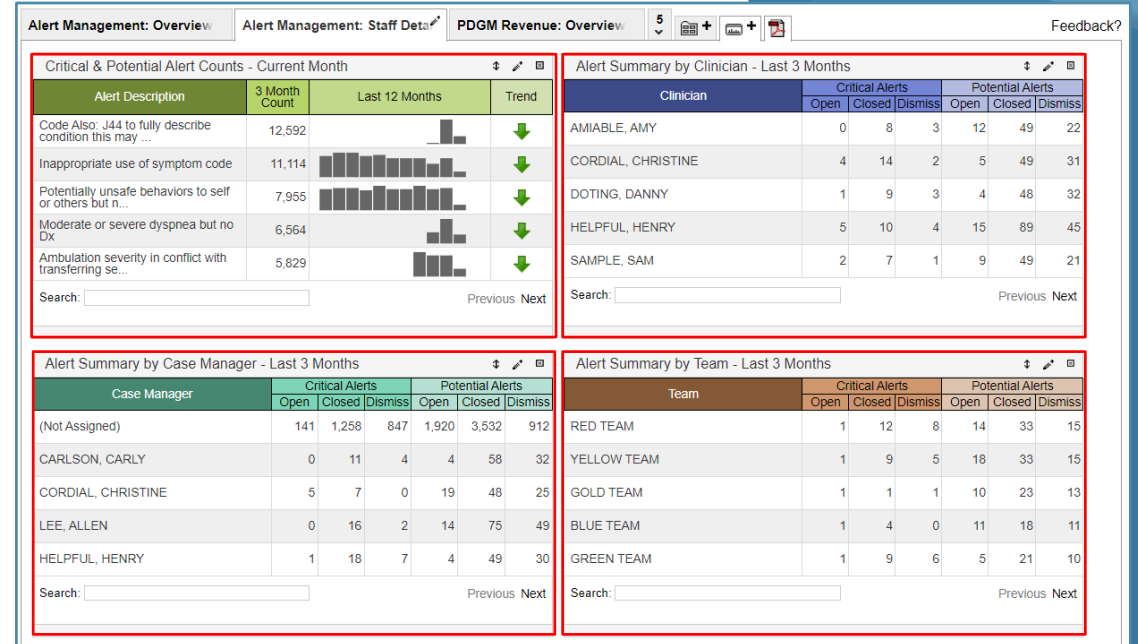 Alert Management: Overview Alert Management: Staff Deta PDGM Revenue: Overview 5 + + Feedback?
Critical & Potential Alert Counts - Current Month
Alert Description 3 Month Count Last 12 Months Trend
Code Also: J44 to fully describe
condition this may ... 12,592
Inappropriate use of symptom code 11,114
Potentially unsafe behaviors to self
or others but n... 7,955
Moderate or severe dyspnea but no
Dx 6,564
Ambulation severity in conflict with
transferring se... 5,829
Search: Previous Next
Alert Summary by Clinician - Last 3 Months
Clinician Critical Alerts Potential Alerts
Open Closed Dismiss Open Closed Dismiss
AMIABLE, AMY 0 8 3 12 49 22
CORDIAL, CHRISTINE 4 14 2 5 49 31
DOTING, DANNY 1 9 3 4 48 32
HELPFUL, HENRY 5 10 4 15 89 45
SAMPLE, SAM 2 7 1 9 49 21
Search: Previous Next
Alert Summary by Case Manager - Last 3 Months
Case Manager Critical Alerts Potential Alerts
Open Closed Dismiss Open Closed Dismiss
(Not Assigned) 141 1,258 847 1,920 3,532 912
CARLSON, CARLY 0 11 4 4 58 32
CORDIAL, CHRISTINE 5 7 0 19 48 25
LEE, ALLEN 0 16 2 14 75 49
HELPFUL, HENRY 1 18 7 4 49 30
Search: Previous Next
Alert Summary by Team - Last 3 Months
Team Critical Alerts Potential Alerts
Open Closed Dismiss Open Closed Dismiss
RED TEAM 1 12 8 14 33 15
YELLOW TEAM 1 9 5 18 33 15
GOLD TEAM 1 1 1 10 23 13
BLUE TEAM 1 4 0 11 18 11
GREEN TEAM 1 9 6 5 21 10
Search: Previous Next